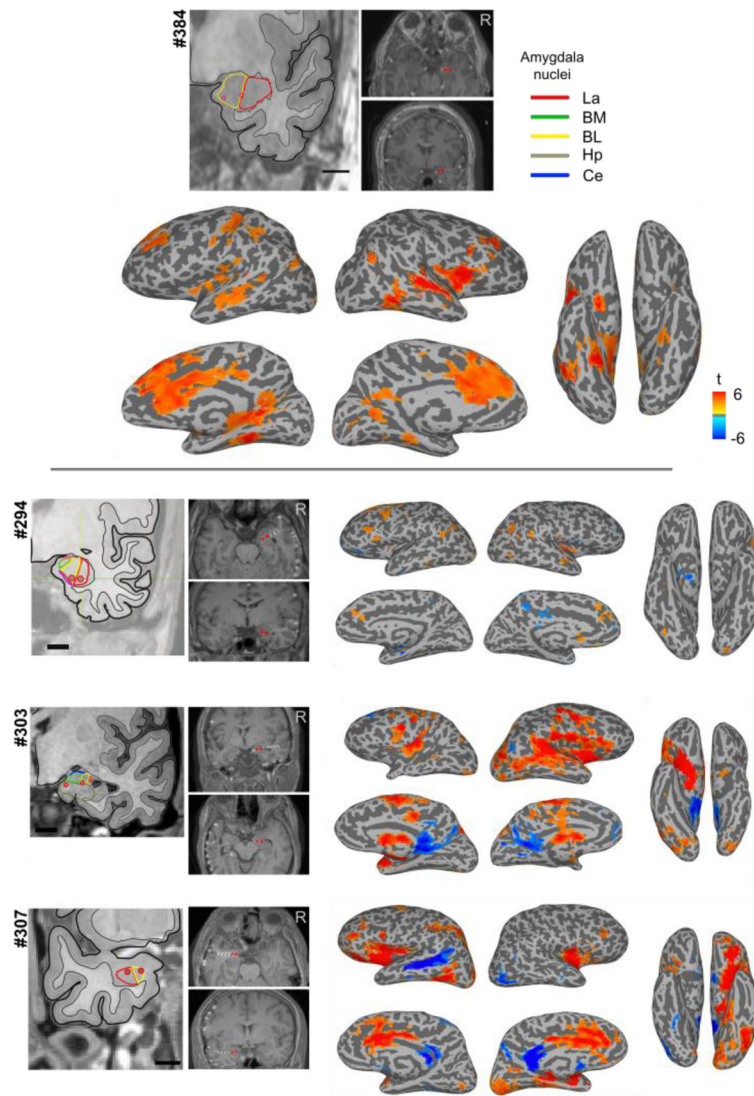 #384
R
Amygdala
nuclei
La
BM
BL
Hp
Ce
t
6
-6
#294
R
#303
R
#307
R